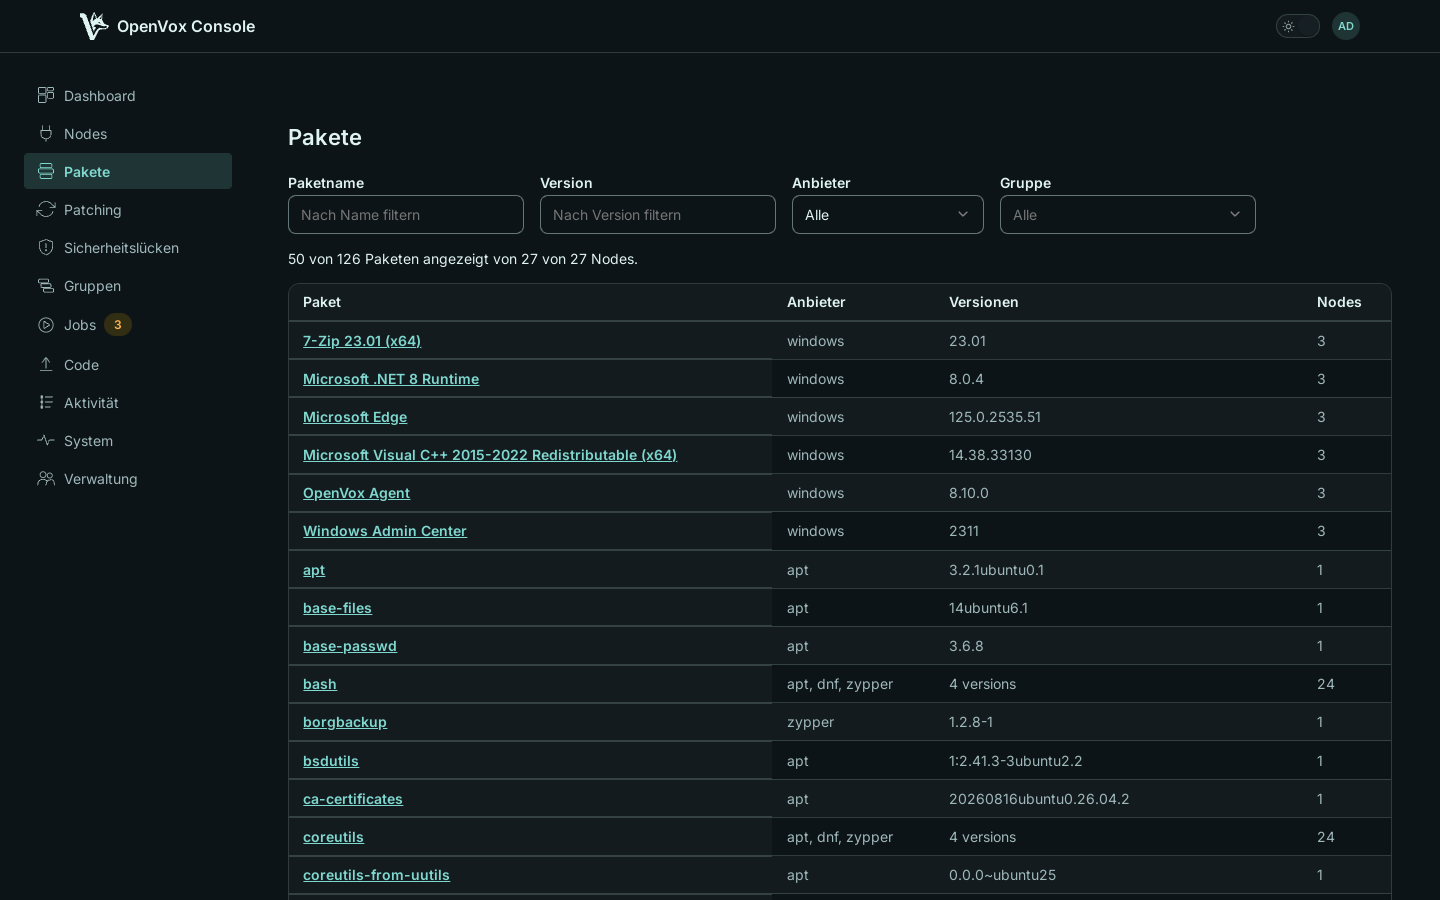 OpenVox Console
AD
Dashboard
Nodes
Pakete
Patching
Sicherheitslücken
Gruppen
Jobs 3
Code
Aktivität
System
Verwaltung
Pakete
Paketname Version Anbieter Gruppe
Nach Name filtern Nach Version filtern Alle Alle
50 von 126 Paketen angezeigt von 27 von 27 Nodes.
Paket Anbieter Versionen Nodes
7-Zip 23.01 (x64) windows 23.01 3
Microsoft .NET 8 Runtime windows 8.0.4 3
Microsoft Edge windows 125.0.2535.51 3
Microsoft Visual C++ 2015-2022 Redistributable (x64) windows 14.38.33130 3
OpenVox Agent windows 8.10.0 3
Windows Admin Center windows 2311 3
apt apt 3.2.1ubuntu0.1 1
base-files apt 14ubuntu6.1 1
base-passwd apt 3.6.8 1
bash apt, dnf, zypper 4 versions 24
borgbackup zypper 1.2.8-1 1
bsdutils apt 1:2.41.3-3ubuntu2.2 1
ca-certificates apt 20260816ubuntu0.26.04.2 1
coreutils apt, dnf, zypper 4 versions 24
coreutils-from-uutils apt 0.0.0~ubuntu25 1